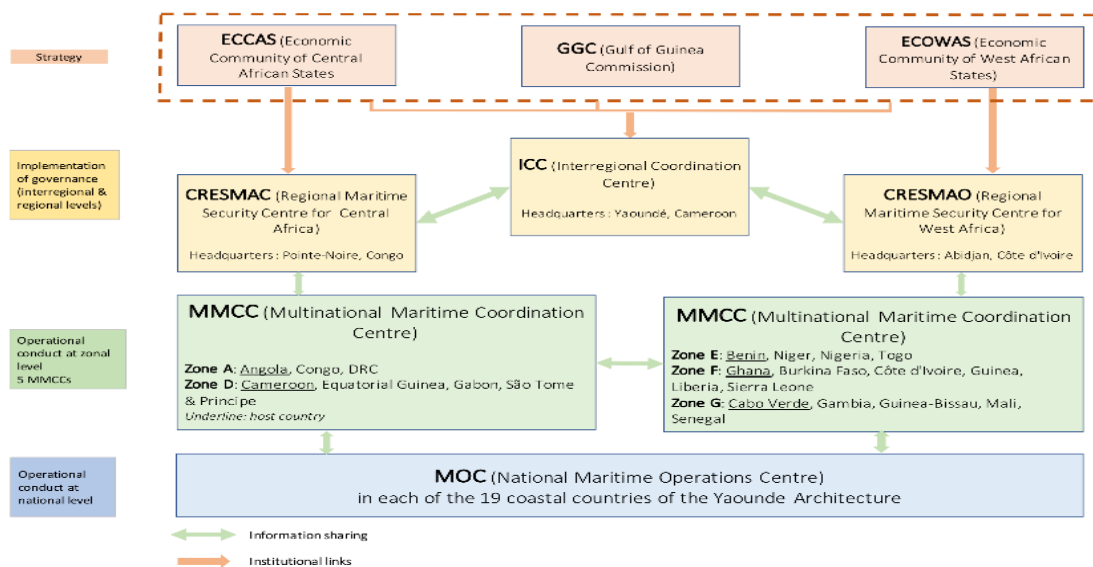 Strategy
ECCAS (Economic
Community of Central
African States
GGC (Gulf of Guinea
Commission)
ECOWAS (Economic
Community of West African
States)
Implementation
of governance
(interregional &
regional levels)
CRESMAC (Regional Maritime
Security Centre for Central
Africa)
Headquarters : Pointe-Noire, Congo
ICC (Interregional Coordination
Centre)
Headquarters : Yaoundé, Cameroon
CRESMAO (Regional
Maritime Security Centre for
West Africa)
Headquarters : Abidjan, Côte d'Ivoire
Operational
conduct at zonal
level
5 MMCCs
MMCC (Multinational Maritime Coordination
Centre)
Zone A: Angola, Congo, DRC
Zone D: Cameroon, Equatorial Guinea, Gabon, São Tome
& Principe
Underline: host country
MMCC (Multinational Maritime Coordination
Centre)
Zone E: Benin, Niger, Nigeria, Togo
Zone F: Ghana, Burkina Faso, Côte d'Ivoire, Guinea,
Liberia, Sierra Leone
Zone G: Cabo Verde, Gambia, Guinea-Bissau, Mali,
Senegal
Operational
conduct at
national level
MOC (National Maritime Operations Centre)
in each of the 19 coastal countries of the Yaounde Architecture
Information sharing
Institutional links